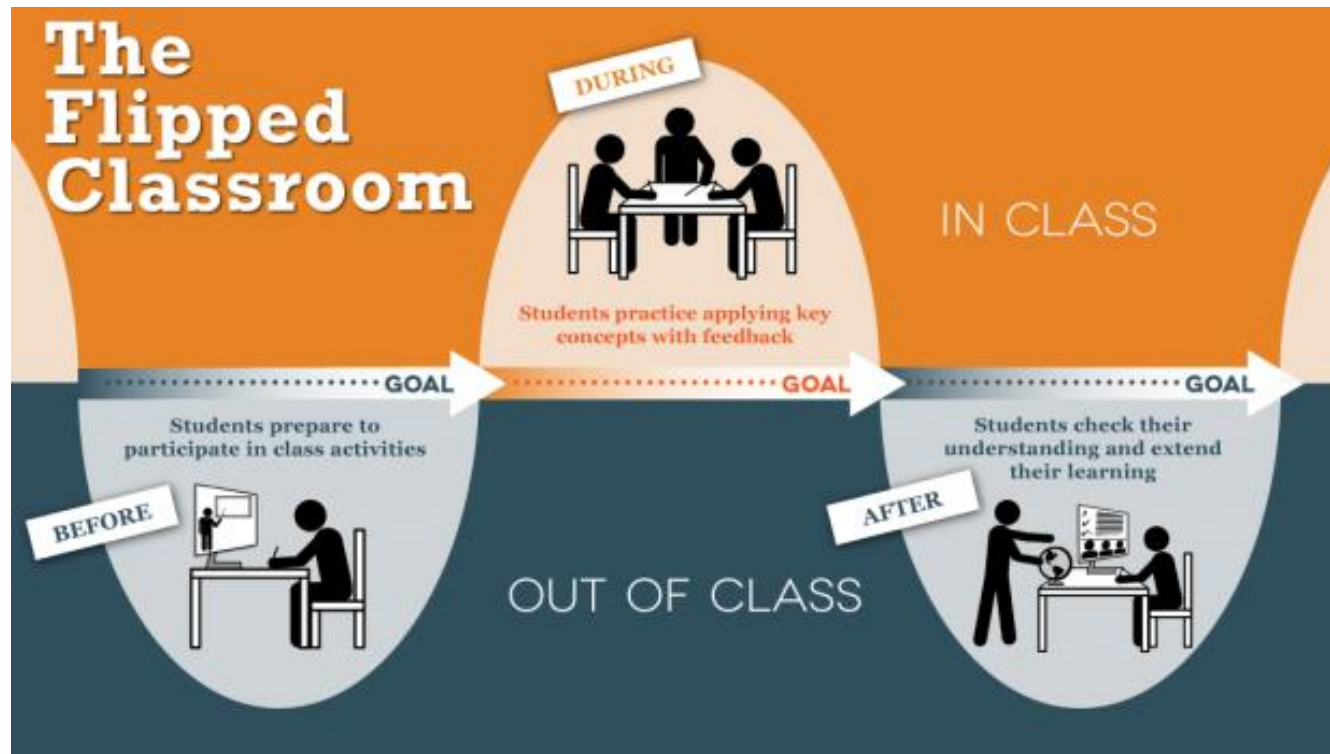 The
Flipped
Classroom
DURING
IN CLASS
Students practice applying key
concepts with feedback
GOAL
GOAL
GOAL
Students prepare to
participate in class activities
BEFORE
OUT OF CLASS
Students check their
understanding and extend
their learning
AFTER